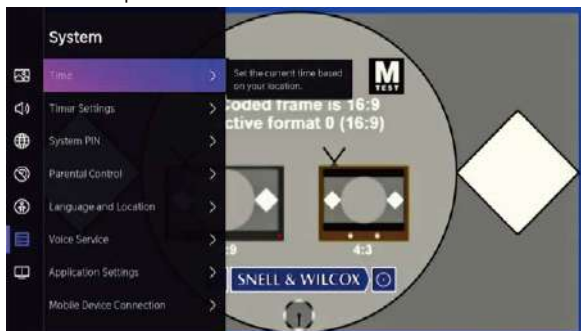 System
Time
Set the current time based
on your location.
Timer Settings
System PIN
Parental Control
Language and Location
Voice Service
Application Settings
Mobile Device Connection
M
TEST
Coded frame is 16:9
ctive format 0 (16:9)
:9
4:3
SNELL & WILCOX